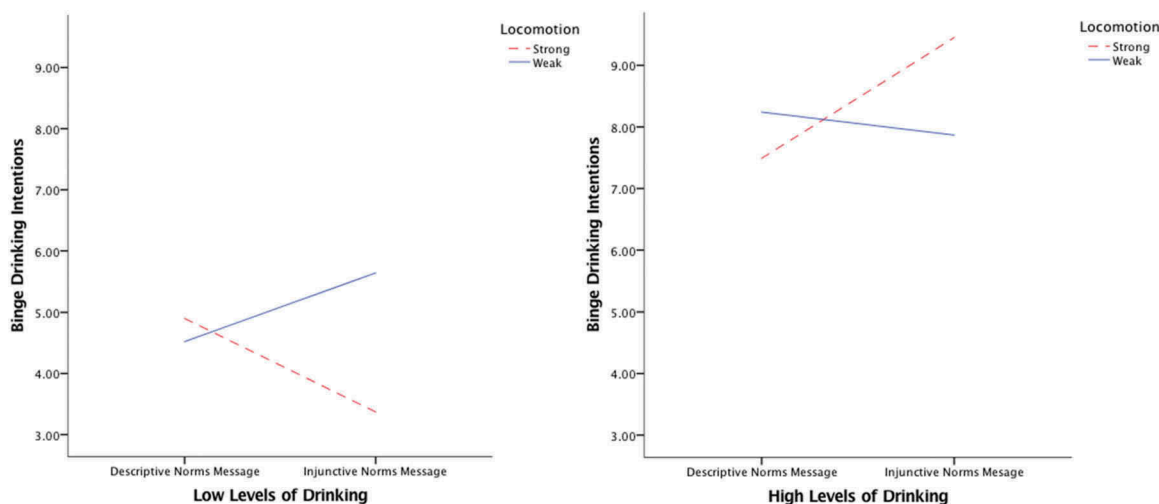 Locomotion
Strong
Weak
9.00
8.00
7.00
6.00
5.00
4.00
3.00
Binge Drinking Intentions
Descriptive Norms Message
Injunctive Norms Message
Low Levels of Drinking
Locomotion
Strong
Weak
9.00
8.00
7.00
6.00
5.00
4.00
3.00
Binge Drinking Intentions
Descriptive Norms Message
Injunctive Norms Message
High Levels of Drinking